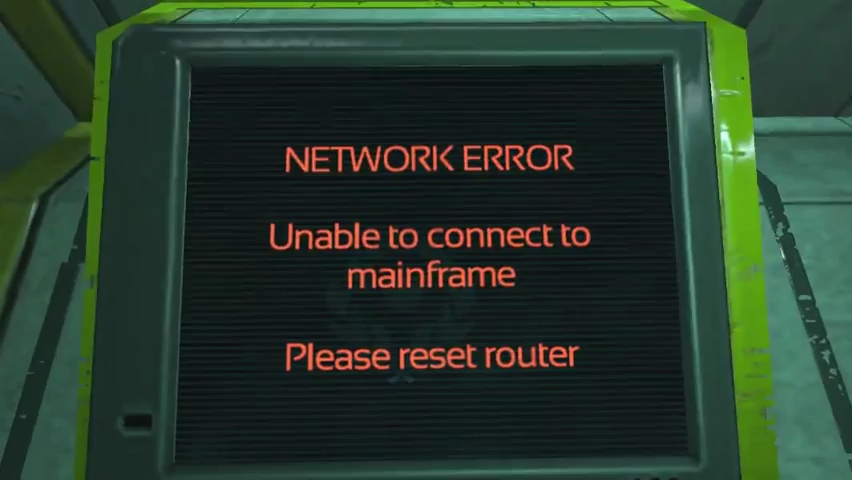 NETWORK ERROR
Unable to connect to
mainframe
Please reset router